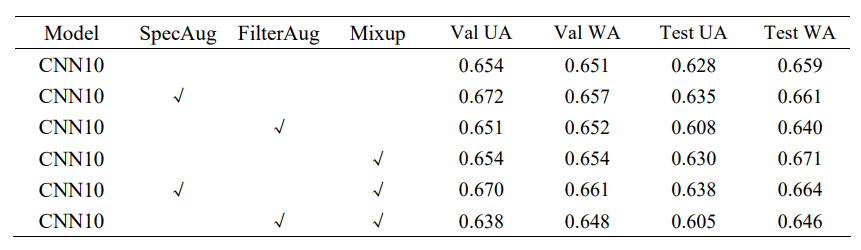 Model SpecAug FilterAug Mixup Val UA Val WA Test UA Test WA
CNN10 0.654 0.651 0.628 0.659
CNN10 √ 0.672 0.657 0.635 0.661
CNN10 √ 0.651 0.652 0.608 0.640
CNN10 √ 0.654 0.654 0.630 0.671
CNN10 √ √ 0.670 0.661 0.638 0.664
CNN10 √ √ 0.638 0.648 0.605 0.646